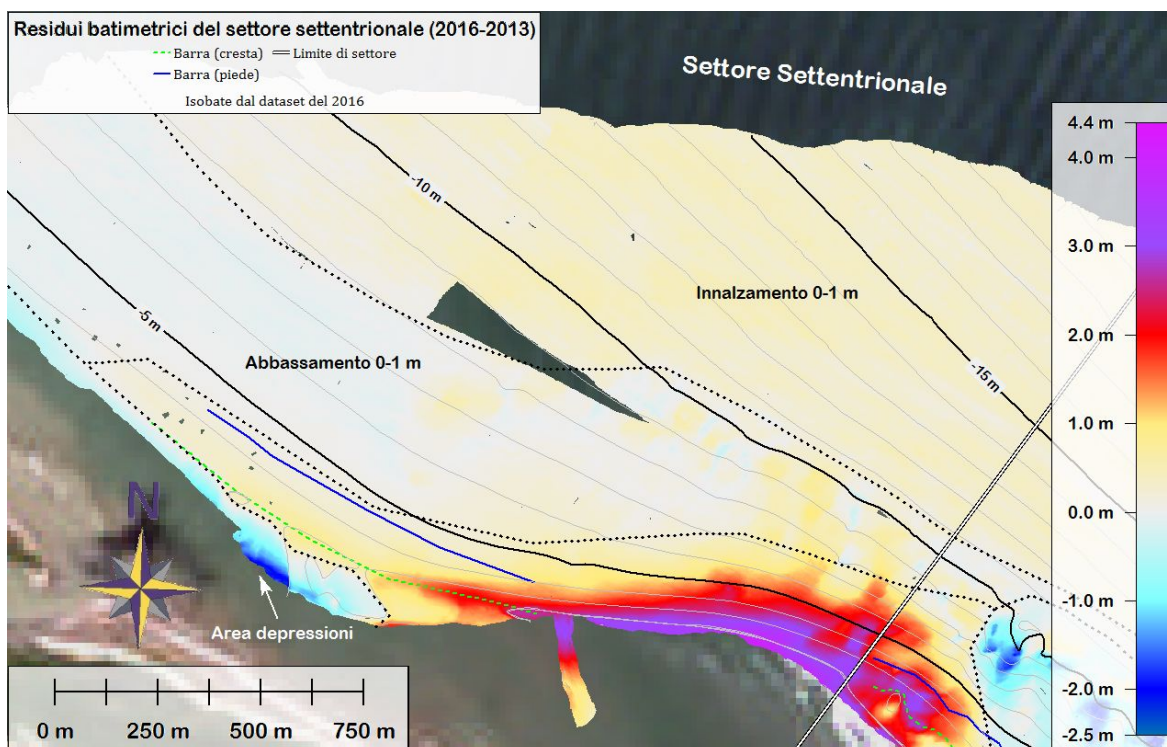 Residui batimetrici del settore settentrionale (2016-2013)
Barra (cresta) Limite di settore
Barra (piede)
Isobate dal dataset del 2016
Settore Settentrionale
4.4 m
4.0 m
-10 m
3.0 m
Innalzamento 0-1 m
-5 m
2.0 m
Abbassamento 0-1 m
-15 m
1.0 m
N
0.0 m
-1.0 m
Area depressioni
-2.0 m
0 m 250 m 500 m 750 m
-2.5 m